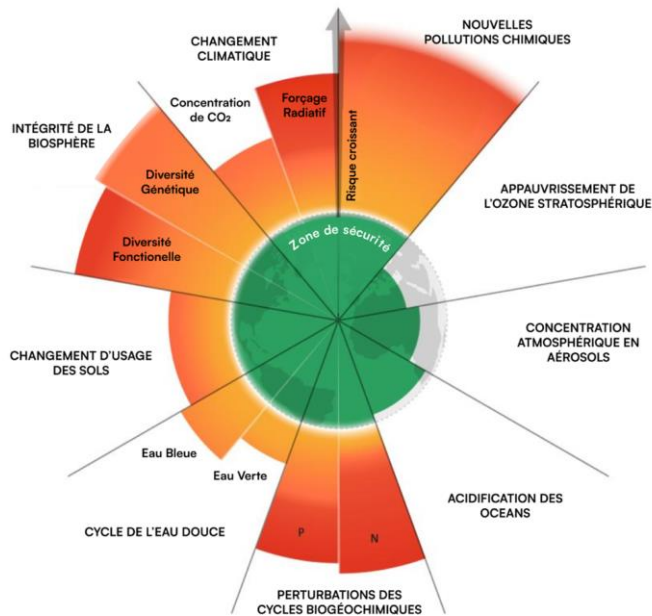 NOUVELLES
POLLUTIONS CHIMIQUES
CHANGEMENT
CLIMATIQUE
Concentration
de CO₂
Forçage
Radiatif
Risque croissant
INTÉGRITÉ DE LA
BIOSPHÈRE
Diversité
Génétique
APPAUVRISSEMENT DE
L'OZONE STRATOSPHÉRIQUE
Diversité
Fonctionelle
Zone de sécurité
CONCENTRATION
ATMOSPHÉRIQUE EN
AÉROSOLS
CHANGEMENT D'USAGE
DES SOLS
Eau Bleue
Eau Verte
ACIDIFICATION DES
OCEANS
CYCLE DE L'EAU DOUCE
P
N
PERTURBATIONS DES
CYCLES BIOGÉOCHIMIQUES